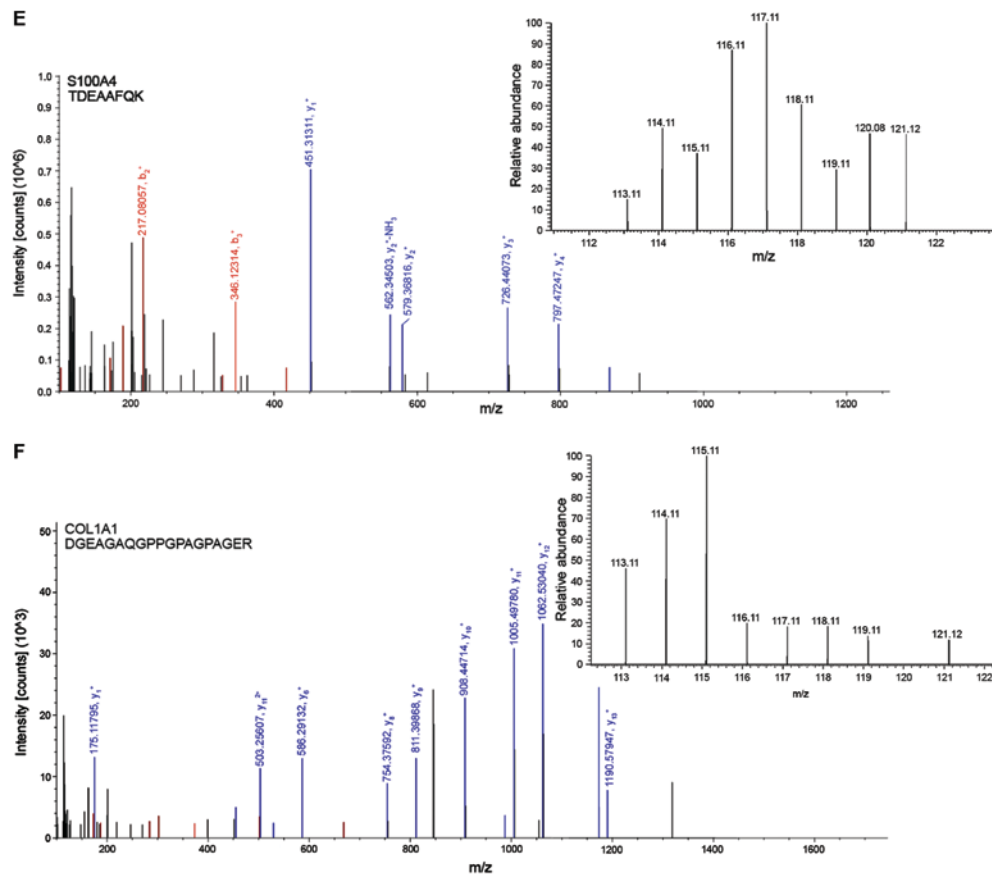 E
S100A4
TDEAAFQK
Intensity [counts] (10^6)
1.0
0.9
0.8
0.7
0.6
0.5
0.4
0.3
0.2
0.1
0.0
217.08057, b₂⁺
346.12314, b₃⁺
451.31311, y₁⁺
562.34503, y₂⁺-NH₃
579.36816, y₂⁺
726.44073, y₃⁺
797.47247, y₄⁺
200 400 600 800 1000 1200
m/z
Relative abundance
100
90
80
70
60
50
40
30
20
10
0
113.11
114.11
115.11
116.11
117.11
118.11
119.11
120.08
121.12
112 114 116 118 120 122
m/z
F
COL1A1
DGEAGAQGPPGPAGPAGER
Intensity [counts] (10^3)
50
40
30
20
10
0
175.11795, y₁⁺
503.25607, y₁₁²⁺
586.29132, y₆⁺
754.37592, y₈⁺
811.39868, y₉⁺
908.44714, y₁₀⁺
1005.49780, y₁₁⁺
1062.53040, y₁₂⁺
1190.57947, y₁₃⁺
200 400 600 800 1000 1200 1400 1600
m/z
Relative abundance
100
90
80
70
60
50
40
30
20
10
0
113.11
114.11
115.11
116.11
117.11
118.11
119.11
121.12
113 114 115 116 117 118 119 120 121 122
m/z